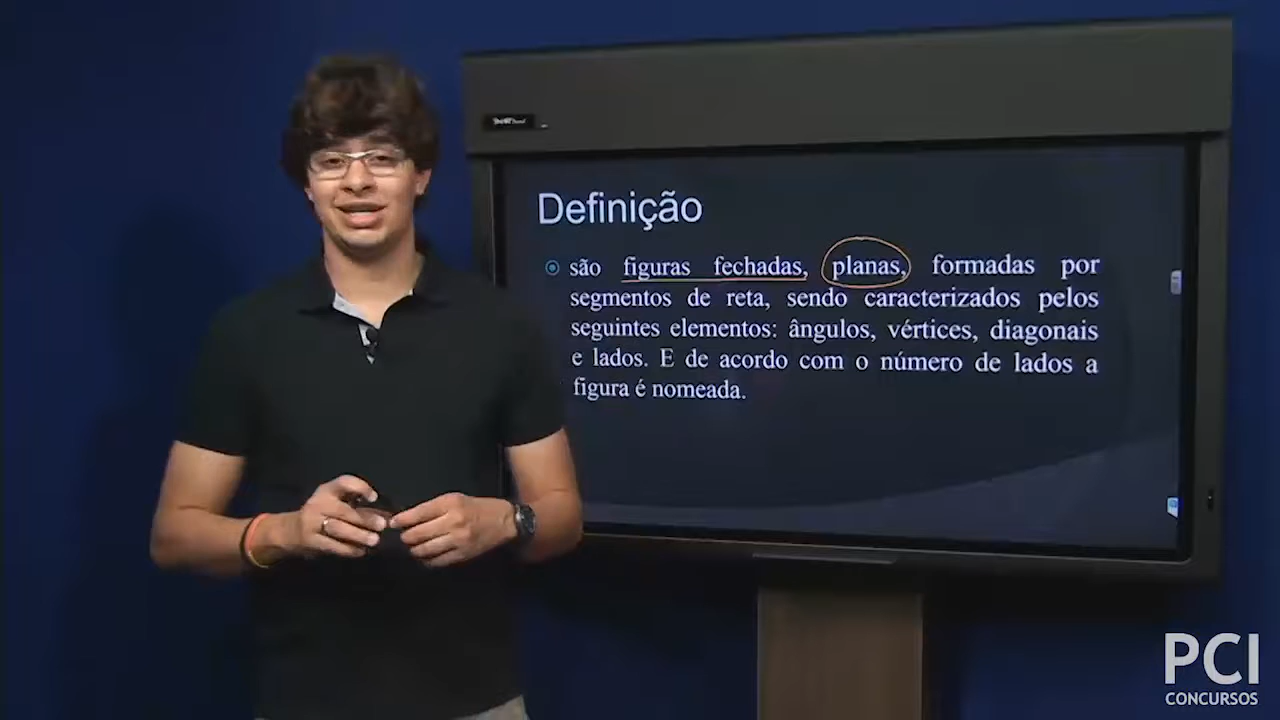 Definição
são figuras fechadas, planas, formadas por
segmentos de reta, sendo caracterizados pelos
seguintes elementos: ângulos, vértices, diagonais
e lados. E de acordo com o número de lados a
figura é nomeada.
PCI
CONCURSOS